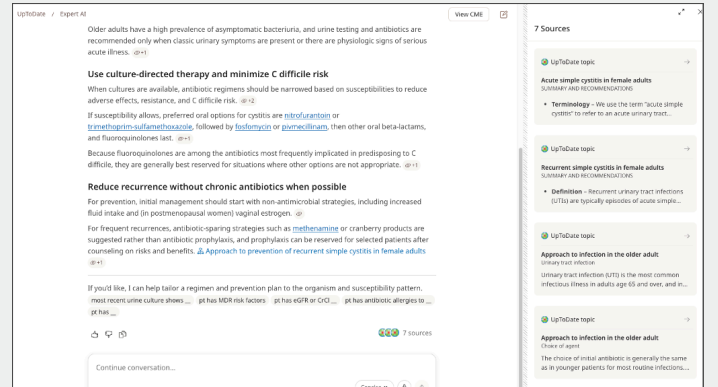 UpToDate / Expert AI
View CME
Older adults have a high prevalence of asymptomatic bacteriuria, and urine testing and antibiotics are
recommended only when classic urinary symptoms are present or there are physiologic signs of serious
acute illness. +1
Use culture-directed therapy and minimize C difficile risk
When cultures are available, antibiotic regimens should be narrowed based on susceptibilities to reduce
adverse effects, resistance, and C difficile risk. +2
If susceptibility allows, preferred oral options for cystitis are nitrofurantoin or
trimethoprim-sulfamethoxazole, followed by fosfomycin or pivmecillinam, then other oral beta-lactams,
and fluoroquinolones last. +1
Because fluoroquinolones are among the antibiotics most frequently implicated in predisposing to C
difficile, they are generally best reserved for situations where other options are not appropriate. +1
Reduce recurrence without chronic antibiotics when possible
For prevention, initial management should start with non-antimicrobial strategies, including increased
fluid intake and (in postmenopausal women) vaginal estrogen.
For frequent recurrences, antibiotic-sparing strategies such as methenamine or cranberry products are
suggested rather than antibiotic prophylaxis, and prophylaxis can be reserved for selected patients after
counseling on risks and benefits. Approach to prevention of recurrent simple cystitis in female adults
+1
If you'd like, I can help tailor a regimen and prevention plan to the organism and susceptibility pattern.
most recent urine culture shows __ pt has MDR risk factors pt has eGFR or CrCl __ pt has antibiotic allergies to __
pt has __
7 sources
Continue conversation...
7 Sources
UpToDate topic
Acute simple cystitis in female adults
SUMMARY AND RECOMMENDATIONS
• Terminology – We use the term "acute simple
cystitis" to refer to an acute urinary tract...
UpToDate topic
Recurrent simple cystitis in female adults
SUMMARY AND RECOMMENDATIONS
• Definition – Recurrent urinary tract infections
(UTIs) are typically episodes of acute simple...
UpToDate topic
Approach to infection in the older adult
Urinary tract infection
Urinary tract infection (UTI) is the most common
infectious illness in adults age 65 and over, and in...
UpToDate topic
Approach to infection in the older adult
Choice of agent
The choice of initial antibiotic is generally the same
as in younger patients for most routine infections....